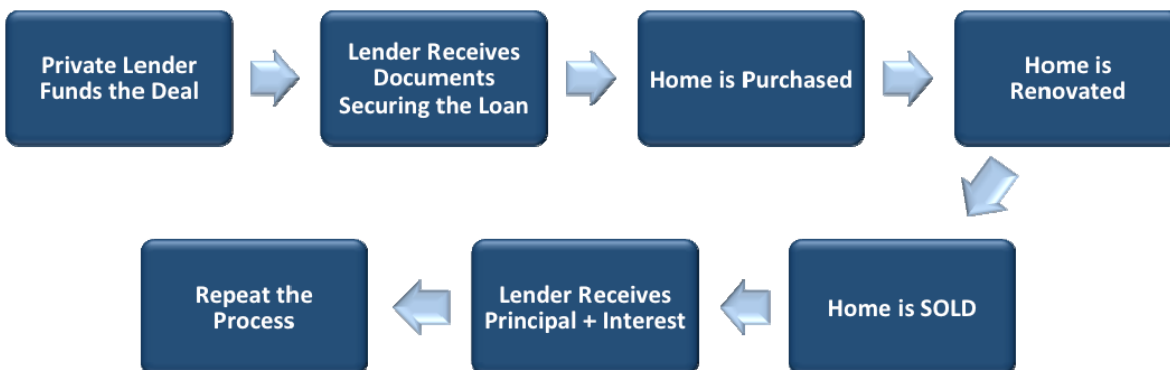 Private Lender
Funds the Deal
Lender Receives
Documents
Securing the Loan
Home is Purchased
Home is
Renovated
Home is SOLD
Lender Receives
Principal + Interest
Repeat the
Process